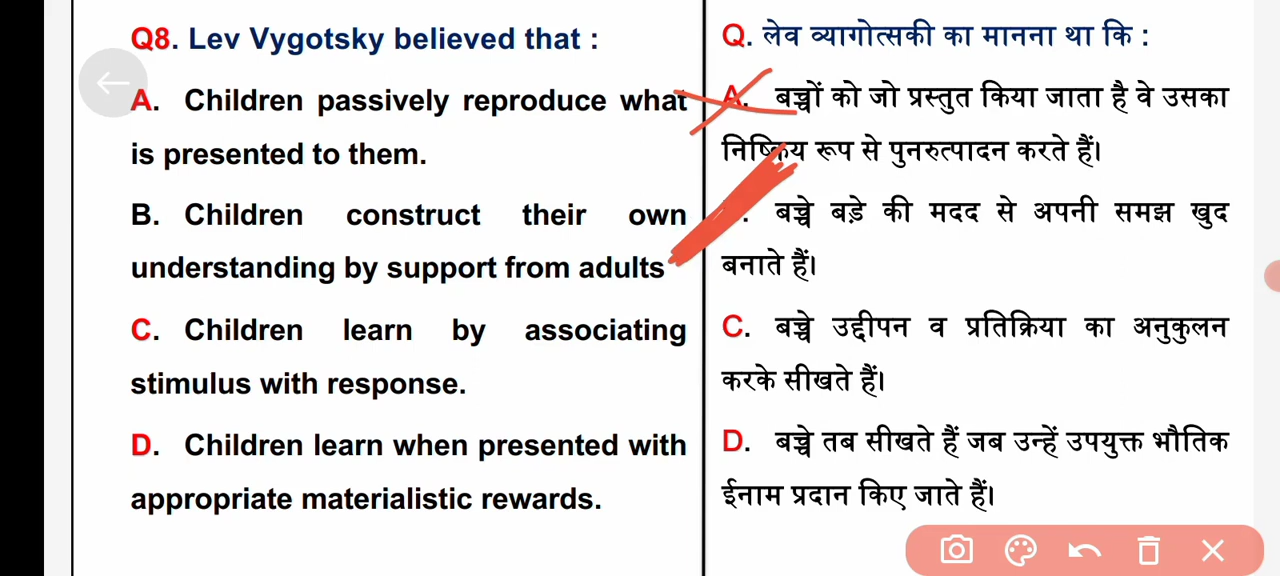 Q8. Lev Vygotsky believed that :
A. Children passively reproduce what
is presented to them.
B. Children construct their own
understanding by support from adults
C. Children learn by associating
stimulus with response.
D. Children learn when presented with
appropriate materialistic rewards.
Q. लेव व्यागोत्सकी का मानना था कि :
A. बच्चों को जो प्रस्तुत किया जाता है वे उसका
निष्क्रिय रूप से पुनरुत्पादन करते हैं।
बच्चे बड़े की मदद से अपनी समझ खुद
बनाते हैं।
C. बच्चे उद्दीपन व प्रतिक्रिया का अनुकुलन
करके सीखते हैं।
D. बच्चे तब सीखते हैं जब उन्हें उपयुक्त भौतिक
ईनाम प्रदान किए जाते हैं।